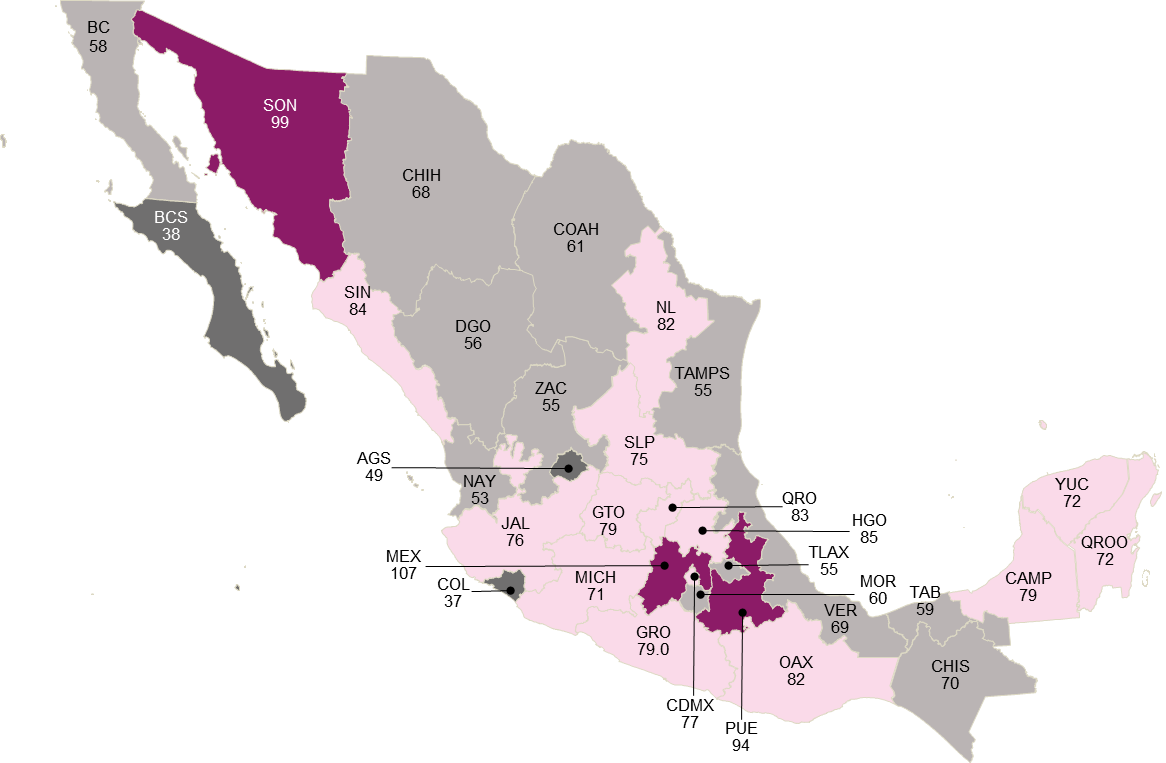 BC
58
SON
99
CHIH
68
BCS
38
COAH
61
SIN
84
NL
82
DGO
56
TAMPS
55
ZAC
55
SLP
75
AGS
49
NAY
53
YUC
72
QRO
83
GTO
79
JAL
76
HGO
85
QROO
72
MEX
107
TLAX
55
COL
37
MICH
71
MOR
60
CAMP
79
TAB
59
VER
69
GRO
79.0
OAX
82
CHIS
70
CDMX
77
PUE
94